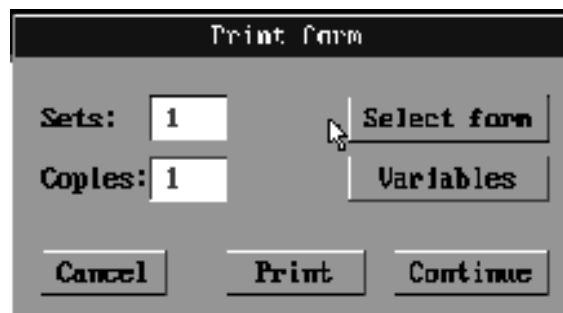 Print form
Sets: 1 Select form
Copies: 1 Variables
Cancel Print Continue